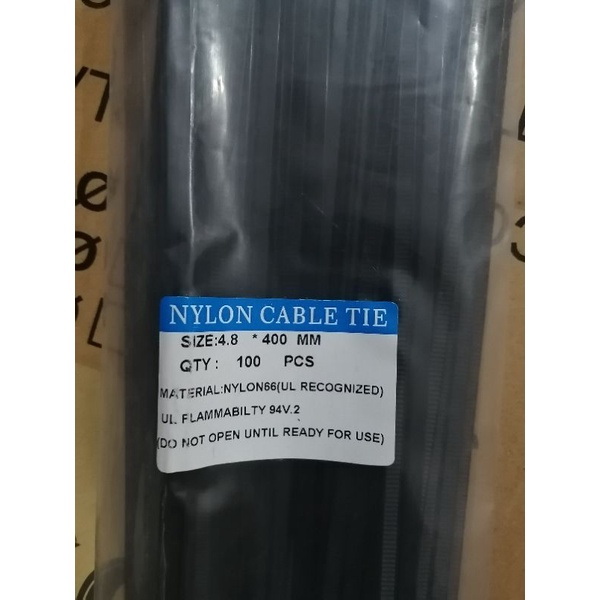 NYLON CABLE TIE
SIZE:4.8 * 400 MM
QTY : 100 PCS
MATERIAL:NYLON66(UL RECOGNIZED)
UL FLAMMABILTY 94V.2
(DO NOT OPEN UNTIL READY FOR USE)